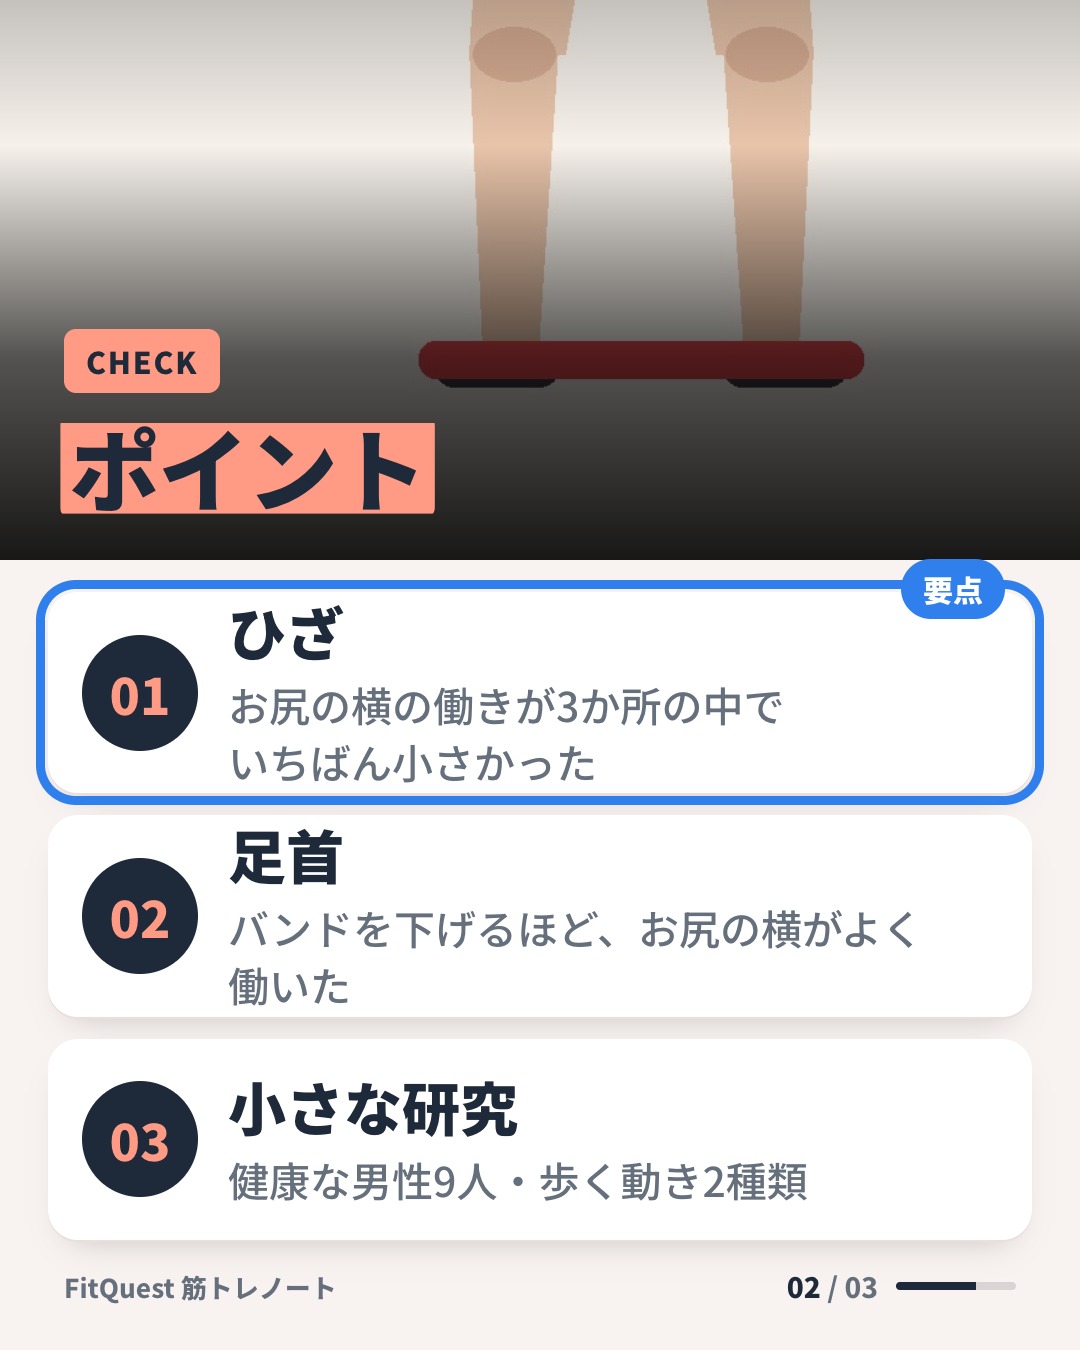 CHECK
ポイント
要点
01
ひざ
お尻の横の働きが3か所の中で
いちばん小さかった
02
足首
バンドを下げるほど、お尻の横がよく
働いた
03
小さな研究
健康な男性9人・歩く動き2種類
FitQuest 筋トレノート
02 / 03